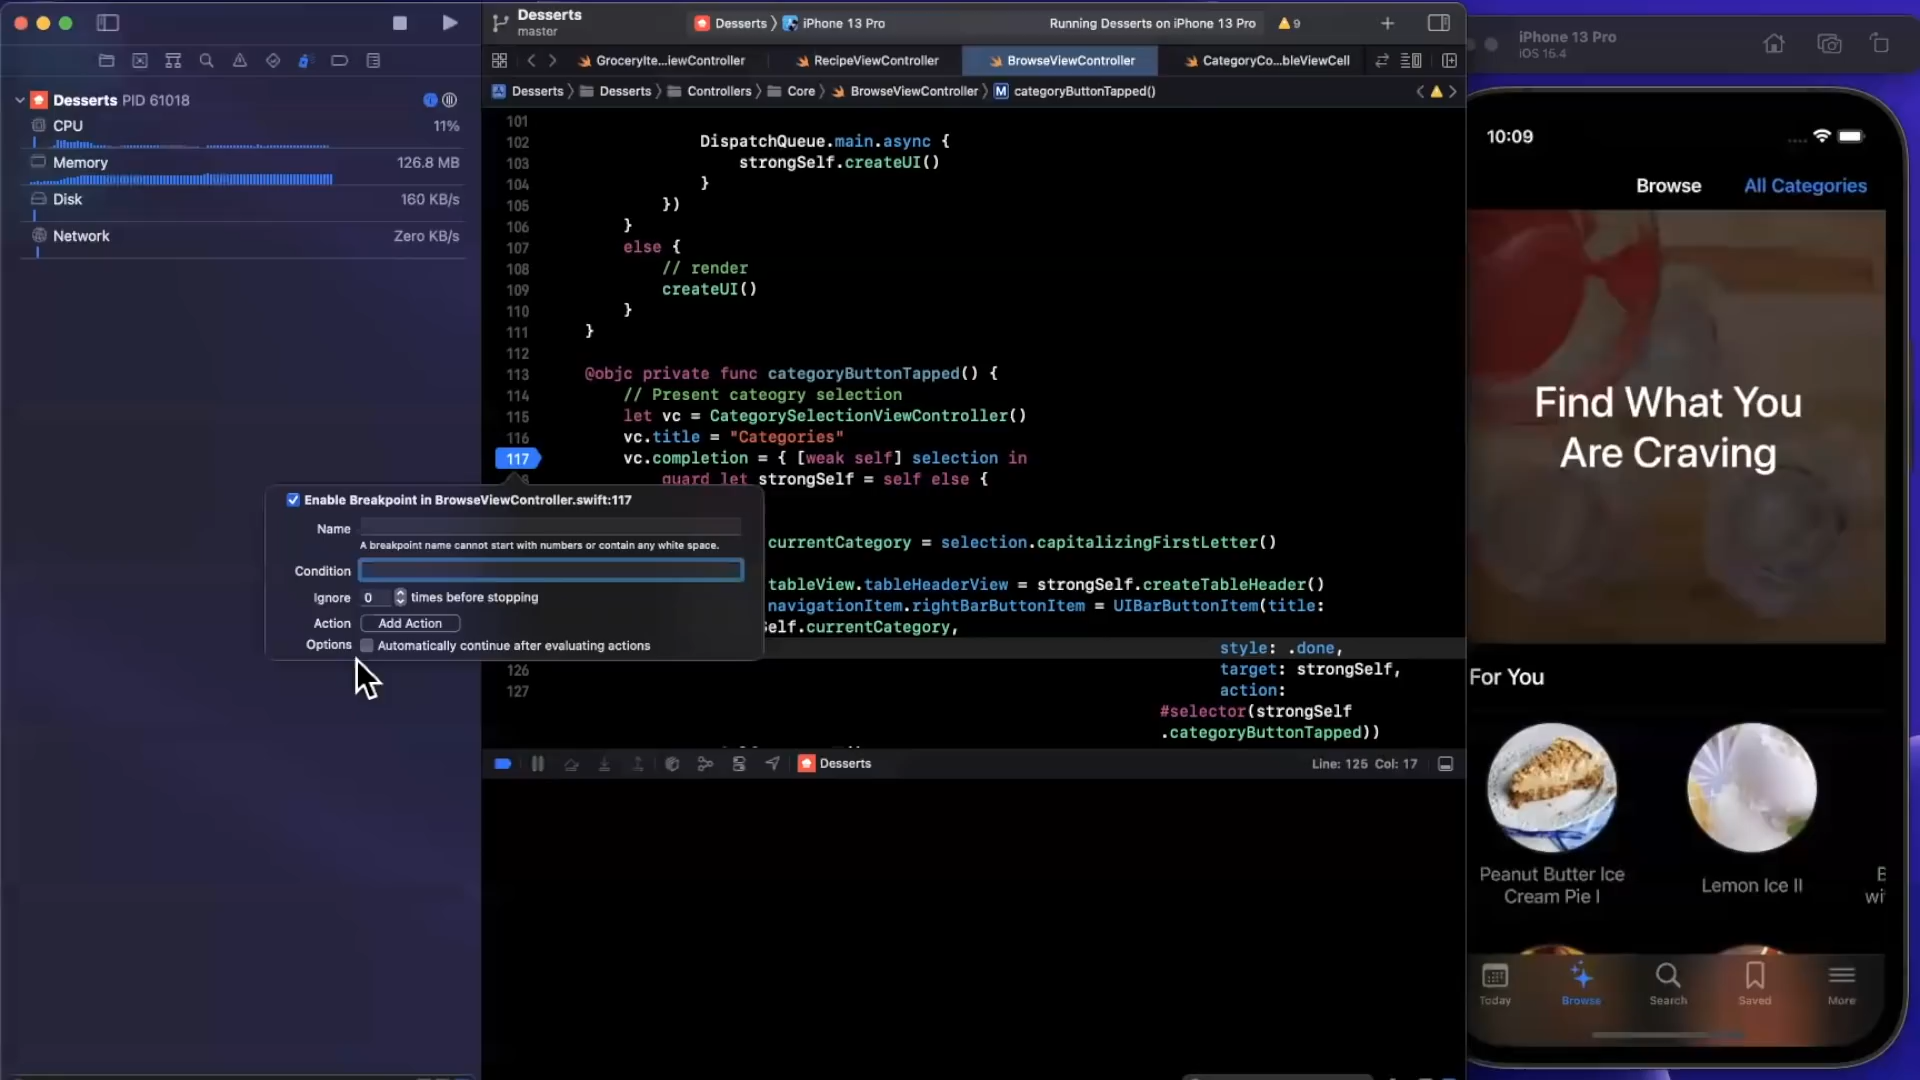 Desserts
master
Desserts
iPhone 13 Pro
Running Desserts on iPhone 13 Pro
9
GroceryIte...iewController
RecipeViewController
BrowseViewController
CategoryCo...bleViewCell
Desserts
Desserts
Controllers
Core
BrowseViewController
M categoryButtonTapped()
Desserts PID 61018
CPU 11%
Memory 126.8 MB
Disk 160 KB/s
Network Zero KB/s
101
102 DispatchQueue.main.async {
103 strongSelf.createUI()
104 }
105 })
106 }
107 else {
108 // render
109 createUI()
110 }
111 }
112
113 @objc private func categoryButtonTapped() {
114 // Present cateogry selection
115 let vc = CategorySelectionViewController()
116 vc.title = "Categories"
117 vc.completion = { [weak self] selection in
guard let strongSelf = self else {
currentCategory = selection.capitalizingFirstLetter()
tableView.tableHeaderView = strongSelf.createTableHeader()
navigationItem.rightBarButtonItem = UIBarButtonItem(title:
Self.currentCategory,
style: .done,
126 target: strongSelf,
127 action:
#selector(strongSelf
.categoryButtonTapped))
Enable Breakpoint in BrowseViewController.swift:117
Name
A breakpoint name cannot start with numbers or contain any white space.
Condition
Ignore 0 times before stopping
Action Add Action
Options Automatically continue after evaluating actions
Desserts
Line: 125 Col: 17
iPhone 13 Pro
iOS 15.4
10:09
Browse
All Categories
Find What You
Are Craving
For You
Peanut Butter Ice
Cream Pie I
Lemon Ice II
Today
Browse
Search
Saved
More